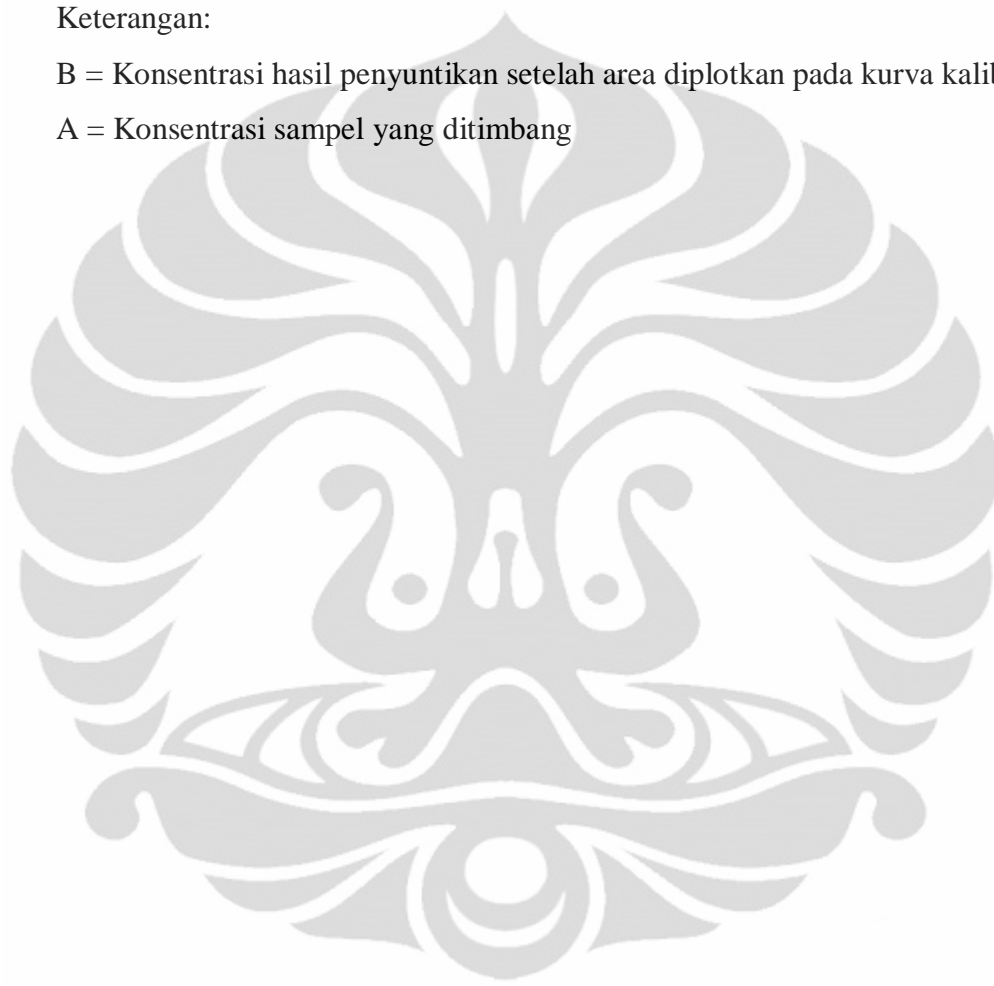 Keterangan:
B = Konsentrasi hasil penyuntikan setelah area diplotkan pada kurva
A = Konsentrasi sampel yang ditimbang